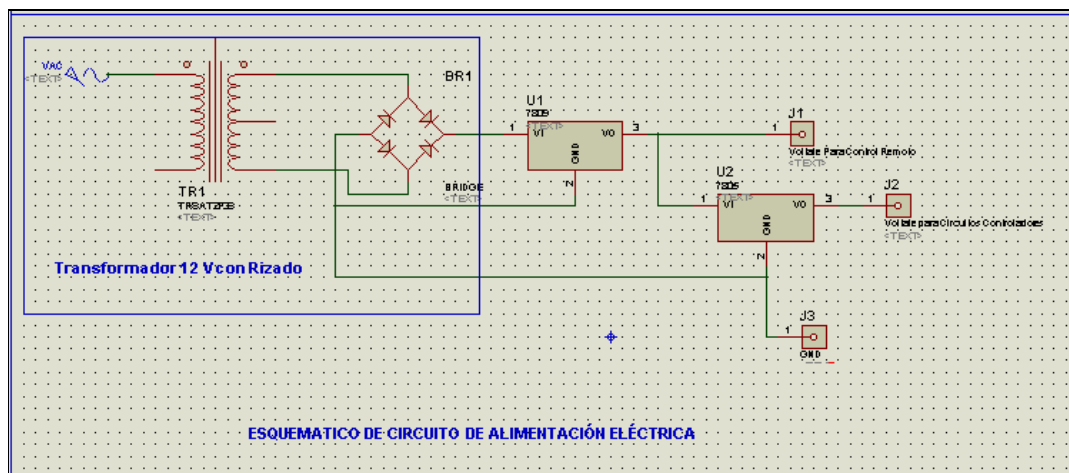 VAC
<TEXT>
BR1
U1
7809
<TEXT>
1
VI
VO
3
GND
2
J1
1
Voltaje Para Control Remoto
<TEXT>
TR1
<TEXT>
BRIDGE
<TEXT>
U2
7805
<TEXT>
1
VI
VO
3
GND
2
J2
1
Voltaje para Circuitos Controladores
<TEXT>
Transformador 12 V con Rizado
J3
1
GND
ESQUEMATICO DE CIRCUITO DE ALIMENTACIÓN ELÉCTRICA